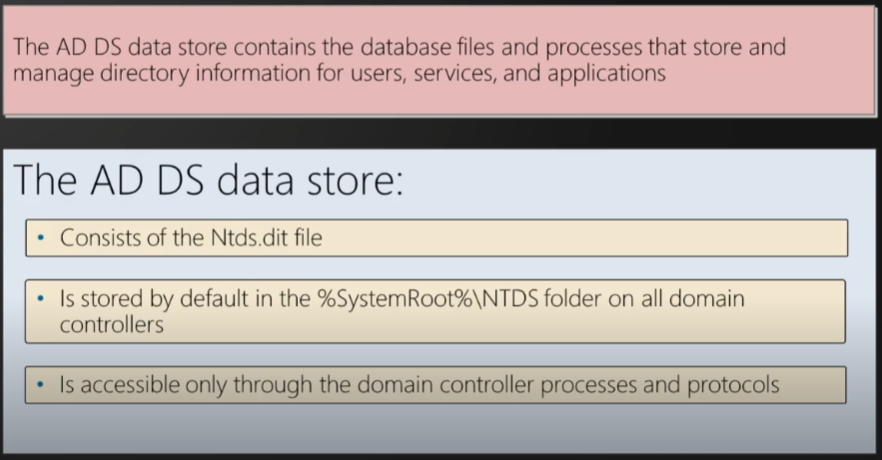 The AD DS data store contains the database files and processes that store and
manage directory information for users, services, and applications
The AD DS data store:
• Consists of the Ntds.dit file
• Is stored by default in the %SystemRoot%\NTDS folder on all domain
controllers
• Is accessible only through the domain controller processes and protocols